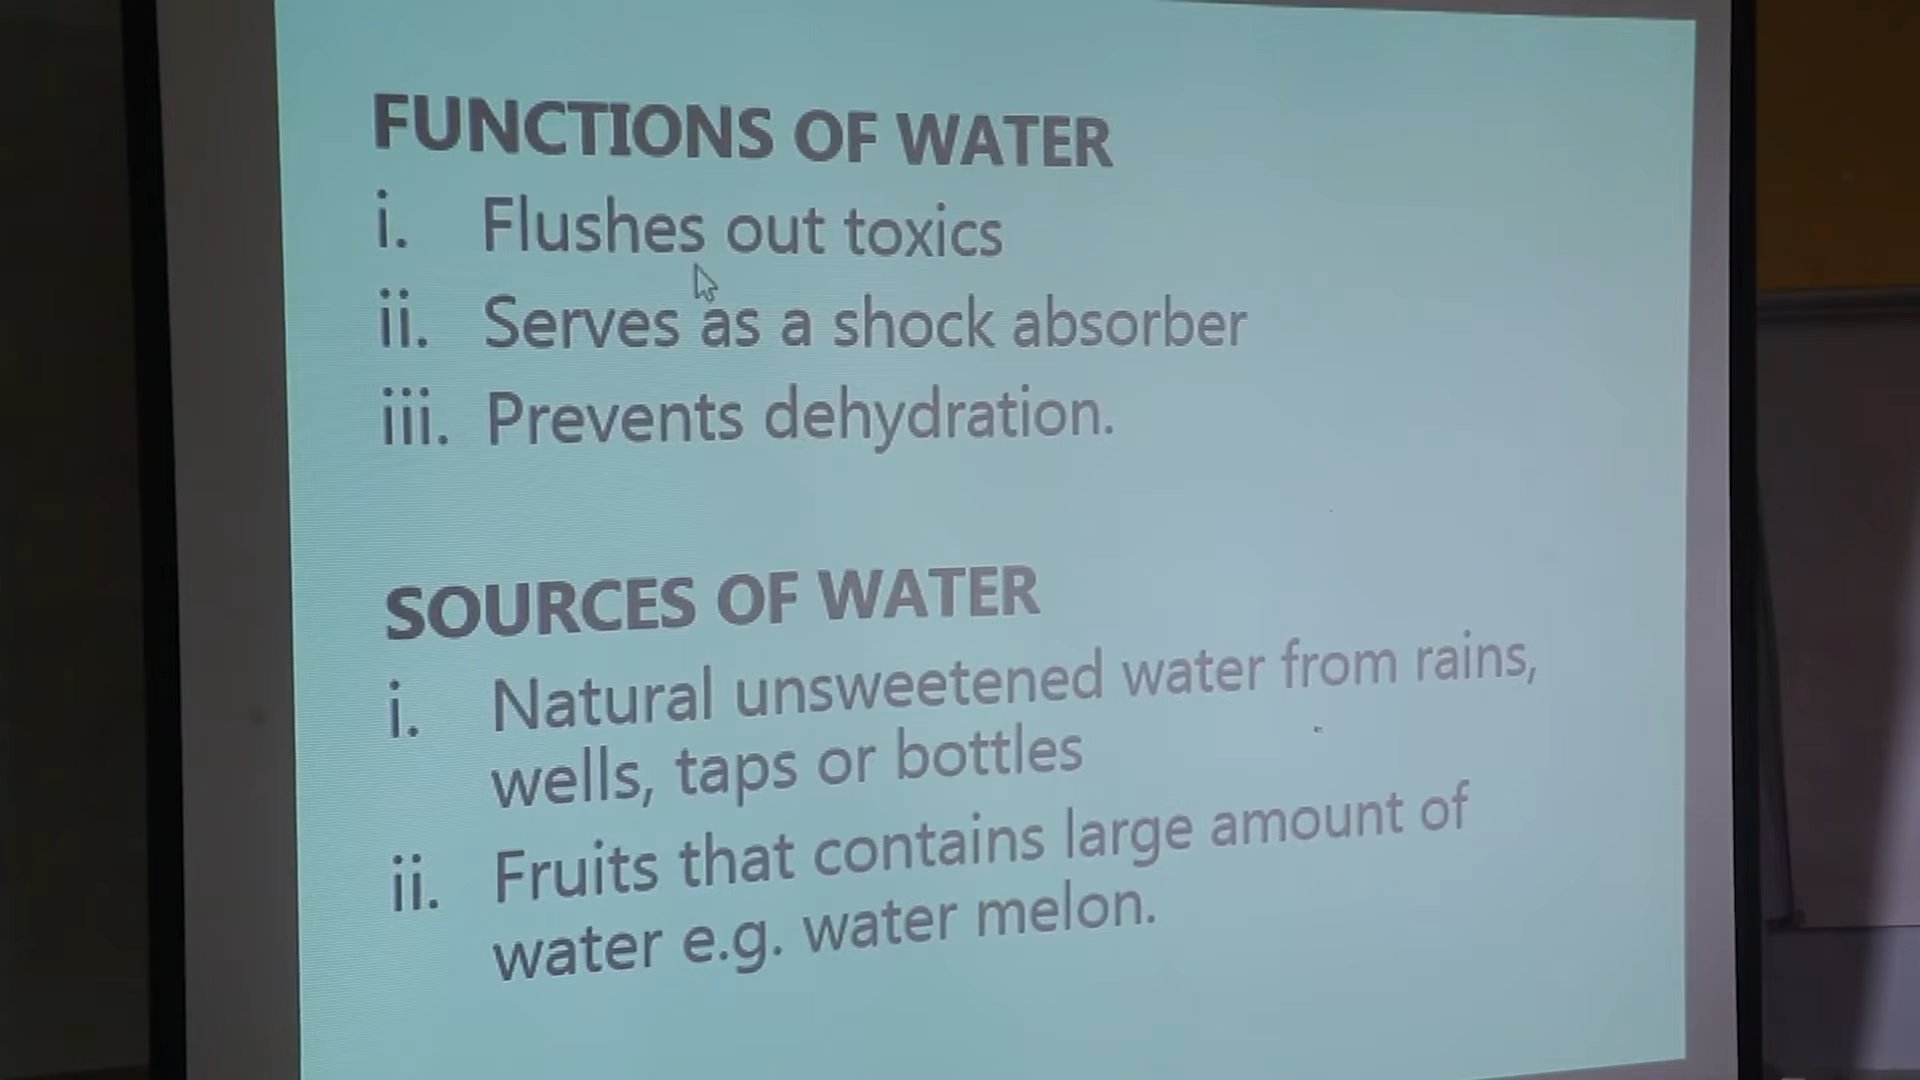 FUNCTIONS OF WATER
i. Flushes out toxics
ii. Serves as a shock absorber
iii. Prevents dehydration.
SOURCES OF WATER
i. Natural unsweetened water from rains,
wells, taps or bottles
ii. Fruits that contains large amount of
water e.g. water melon.